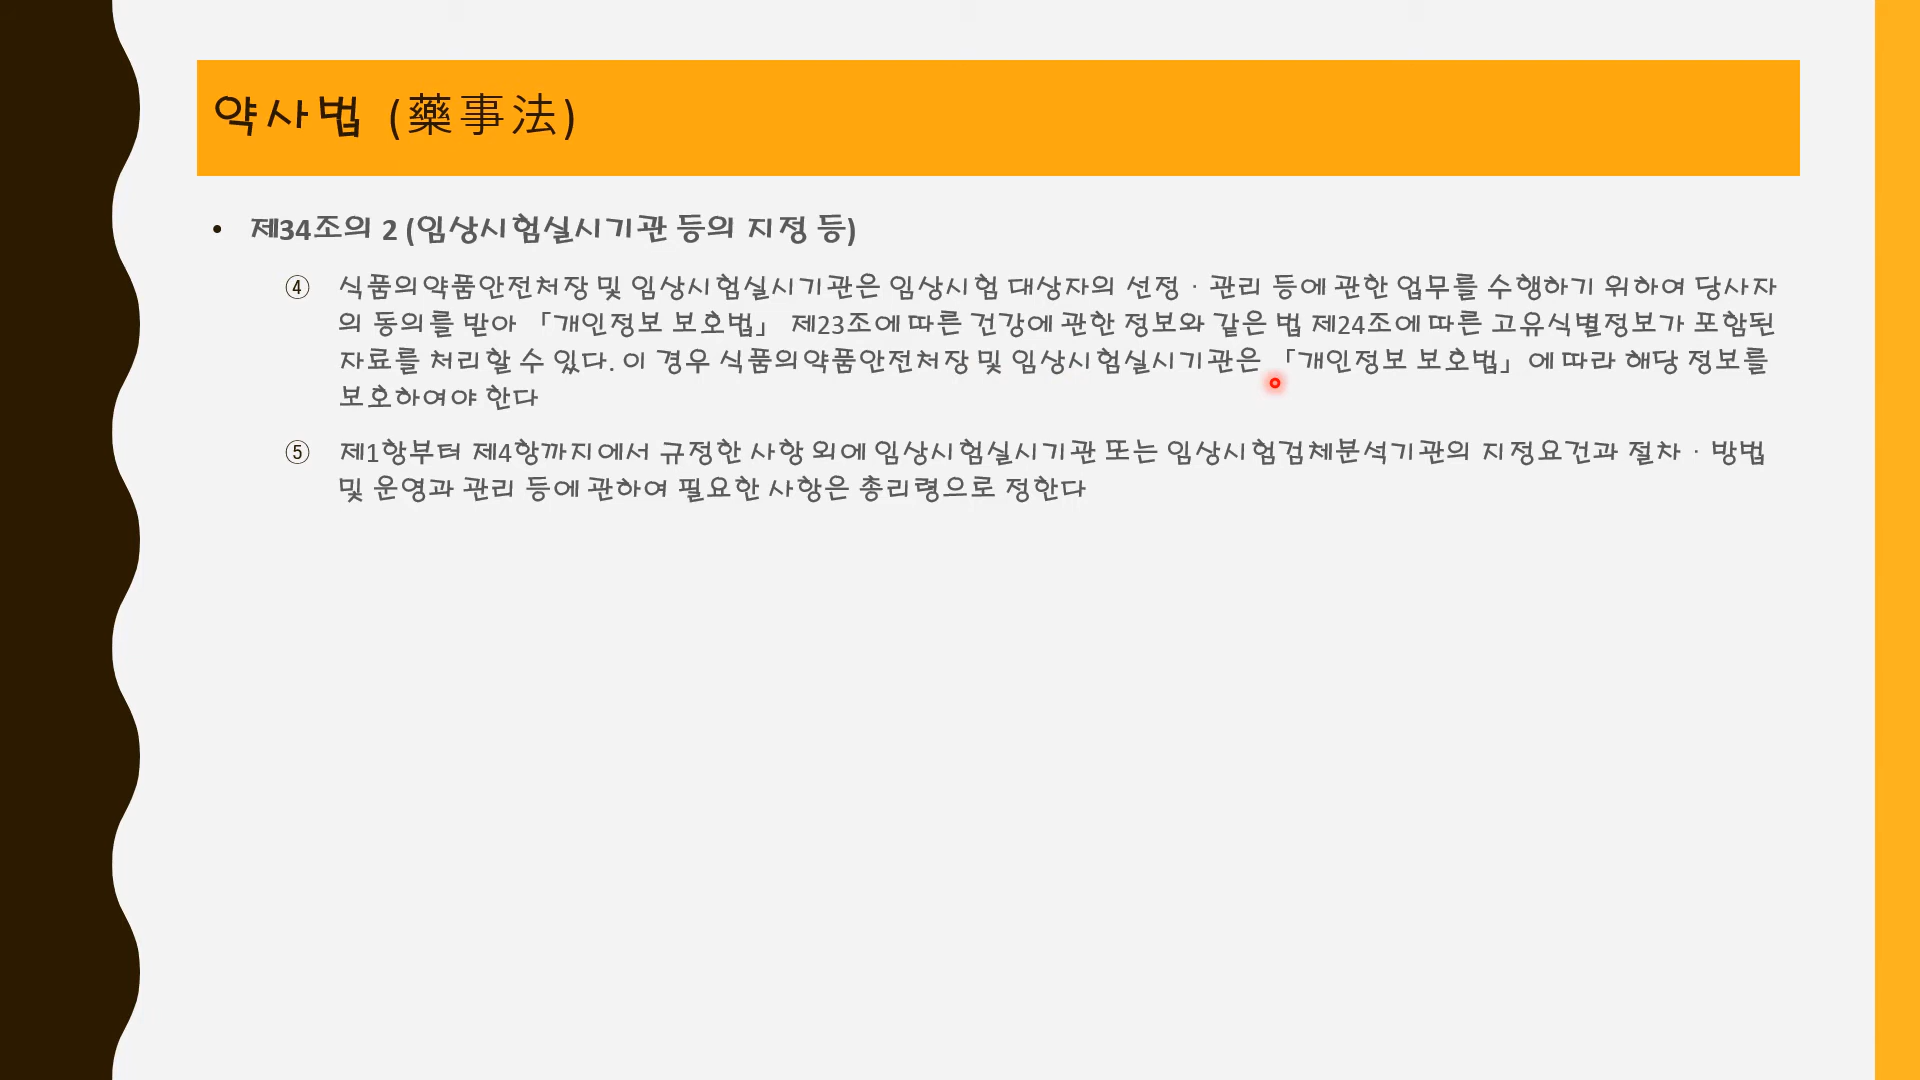 약사법 (藥事法)
• 제34조의 2 (임상시험실시기관 등의 지정 등)
④ 식품의약품안전처장 및 임상시험실시기관은 임상시험 대상자의 선정ㆍ관리 등에 관한 업무를 수행하기 위하여 당사자
의 동의를 받아 「개인정보 보호법」 제23조에 따른 건강에 관한 정보와 같은 법 제24조에 따른 고유식별정보가 포함된
자료를 처리할 수 있다. 이 경우 식품의약품안전처장 및 임상시험실시기관은 「개인정보 보호법」에 따라 해당 정보를
보호하여야 한다
⑤ 제1항부터 제4항까지에서 규정한 사항 외에 임상시험실시기관 또는 임상시험검체분석기관의 지정요건과 절차ㆍ방법
및 운영과 관리 등에 관하여 필요한 사항은 총리령으로 정한다